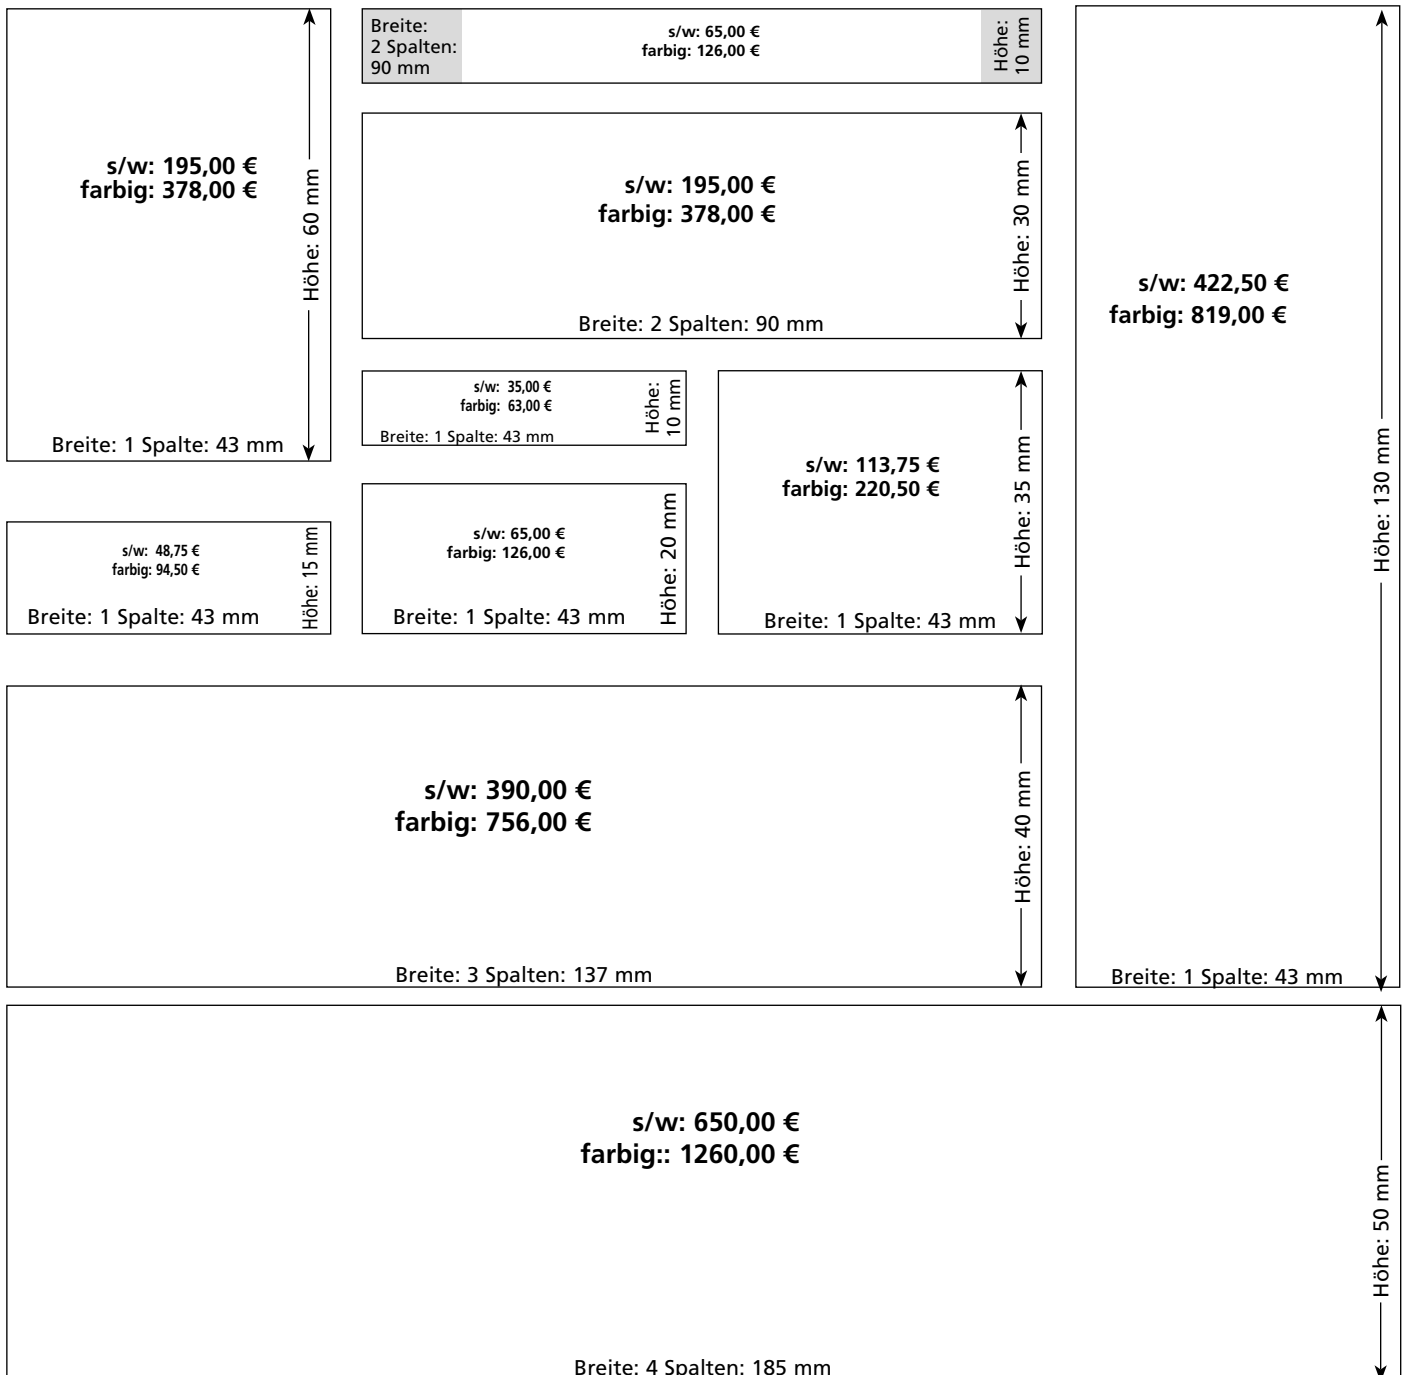 s/w: 195,00 €
farbig: 378,00 €
Höhe: 60 mm
Breite: 1 Spalte: 43 mm
Breite:
2 Spalten:
90 mm
s/w: 65,00 €
farbig: 126,00 €
Höhe:
10 mm
s/w: 195,00 €
farbig: 378,00 €
Höhe: 30 mm
Breite: 2 Spalten: 90 mm
s/w: 422,50 €
farbig: 819,00 €
Höhe: 130 mm
Breite: 1 Spalte: 43 mm
s/w: 35,00 €
farbig: 63,00 €
Höhe:
10 mm
Breite: 1 Spalte: 43 mm
s/w: 113,75 €
farbig: 220,50 €
Höhe: 35 mm
Breite: 1 Spalte: 43 mm
s/w: 48,75 €
farbig: 94,50 €
Höhe: 15 mm
Breite: 1 Spalte: 43 mm
s/w: 65,00 €
farbig: 126,00 €
Höhe: 20 mm
Breite: 1 Spalte: 43 mm
s/w: 390,00 €
farbig: 756,00 €
Höhe: 40 mm
Breite: 3 Spalten: 137 mm
s/w: 650,00 €
farbig:: 1260,00 €
Höhe: 50 mm
Breite: 4 Spalten: 185 mm